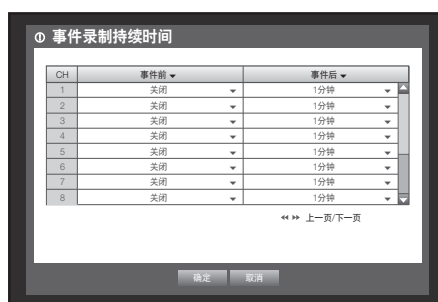 事件录制持续时间
CH 事件前 事件后
1 关闭 1分钟
2 关闭 1分钟
3 关闭 1分钟
4 关闭 1分钟
5 关闭 1分钟
6 关闭 1分钟
7 关闭 1分钟
8 关闭 1分钟
上一页/下一页
确定 取消